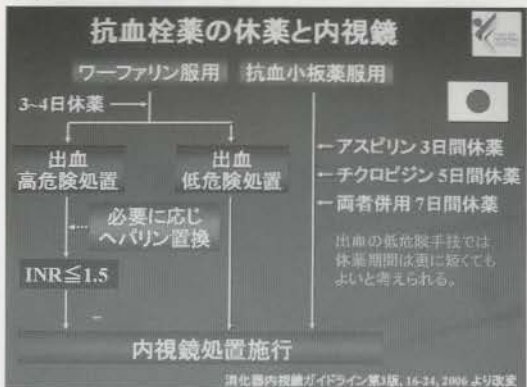 抗血栓薬の休薬と内視鏡
ワーファリン服用
抗血小板薬服用
3~4日休薬
出血
高危険処置
出血
低危険処置
アスピリン 3日間休薬
チクロピジン 5日間休薬
両者併用 7日間休薬
必要に応じ
ヘパリン置換
出血の低危険手技では
休薬期間は更に短くても
よいと考えられる。
INR≦1.5
内視鏡処置施行
消化器内視鏡ガイドライン第3版, 16-24, 2006 より改変